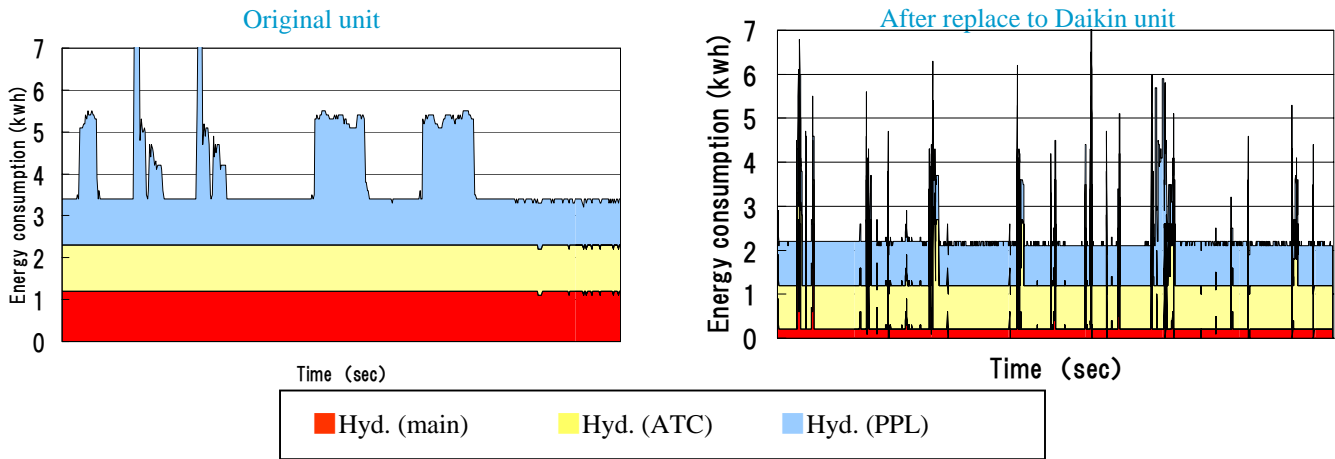 Original unit
After replace to Daikin unit
Energy consumption (kwh)
7
6
5
4
3
2
1
0
Time (sec)
Energy consumption (kwh)
7
6
5
4
3
2
1
0
Time (sec)
Hyd. (main)
Hyd. (ATC)
Hyd. (PPL)